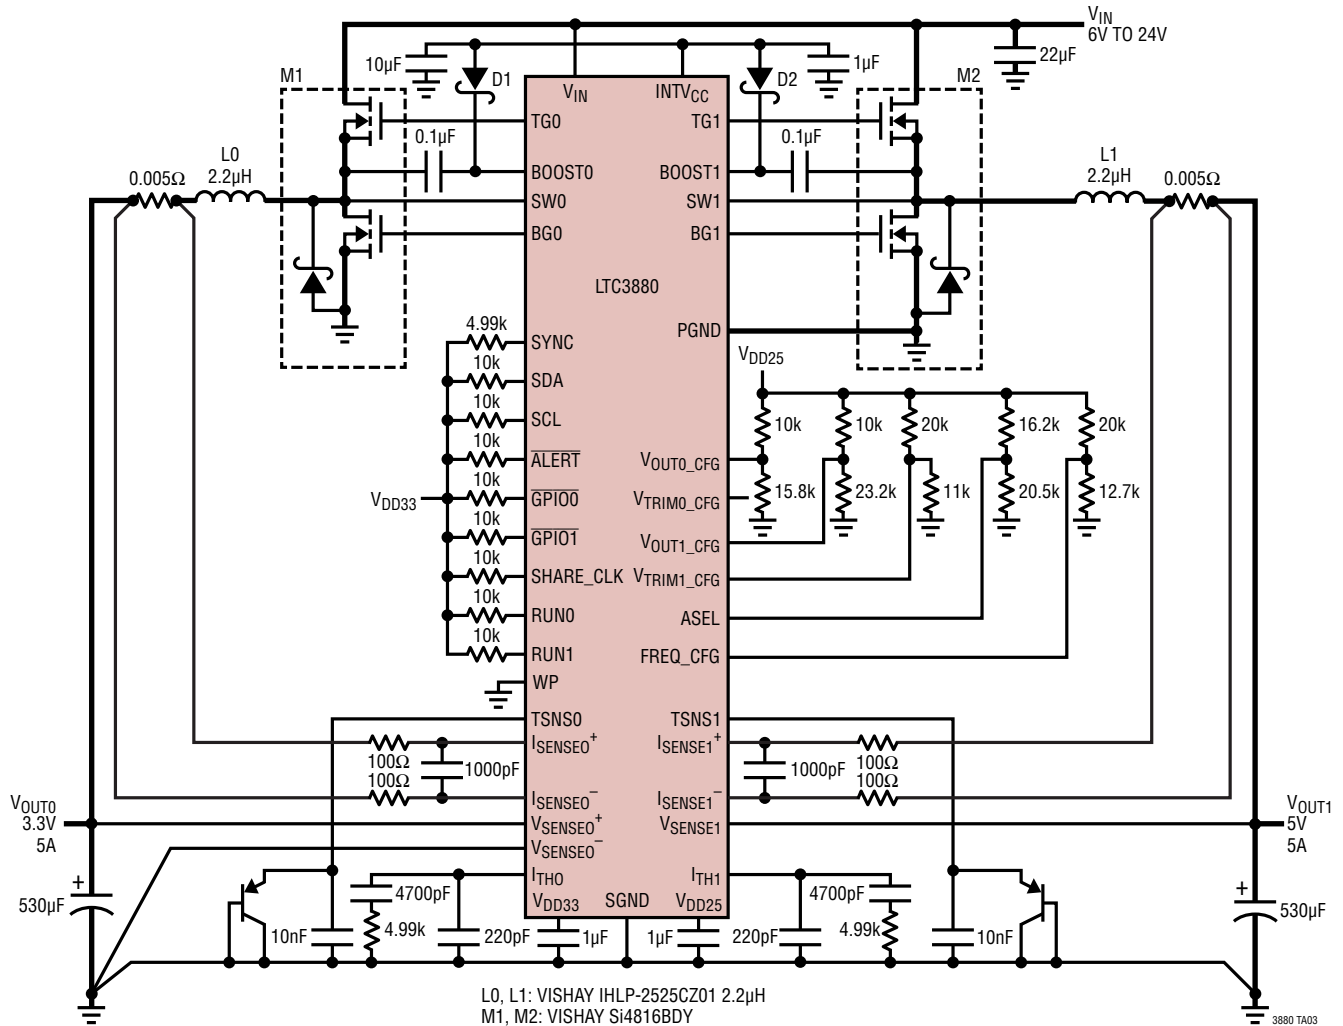 VIN
6V TO 24V
22µF
10µF
1µF
M1
D1
D2
M2
VIN
INTVCC
TG0
TG1
0.1µF
0.1µF
L0
2.2µH
L1
2.2µH
0.005Ω
0.005Ω
BOOST0
BOOST1
SW0
SW1
BG0
BG1
LTC3880
PGND
4.99k
SYNC
10k
SDA
10k
SCL
10k
ALERT
10k
VDD33
GPIO0
10k
GPIO1
10k
SHARE_CLK
10k
RUN0
10k
RUN1
WP
VDD25
10k
10k
20k
16.2k
20k
VOUT0_CFG
15.8k
23.2k
11k
20.5k
12.7k
VTRIM0_CFG
VOUT1_CFG
VTRIM1_CFG
ASEL
FREQ_CFG
TSNS0
TSNS1
ISENSE0+
ISENSE1+
100Ω
100Ω
1000pF
1000pF
100Ω
100Ω
ISENSE0−
ISENSE1−
VOUT0
3.3V
5A
VSENSE0+
VSENSE1
VOUT1
5V
5A
VSENSE0−
ITH0
ITH1
4700pF
4700pF
VDD33
SGND
VDD25
+
530µF
+
530µF
10nF
4.99k
220pF
1µF
1µF
220pF
4.99k
10nF
L0, L1: VISHAY IHLP-2525CZ01 2.2µH
M1, M2: VISHAY Si4816BDY
3880 TA03